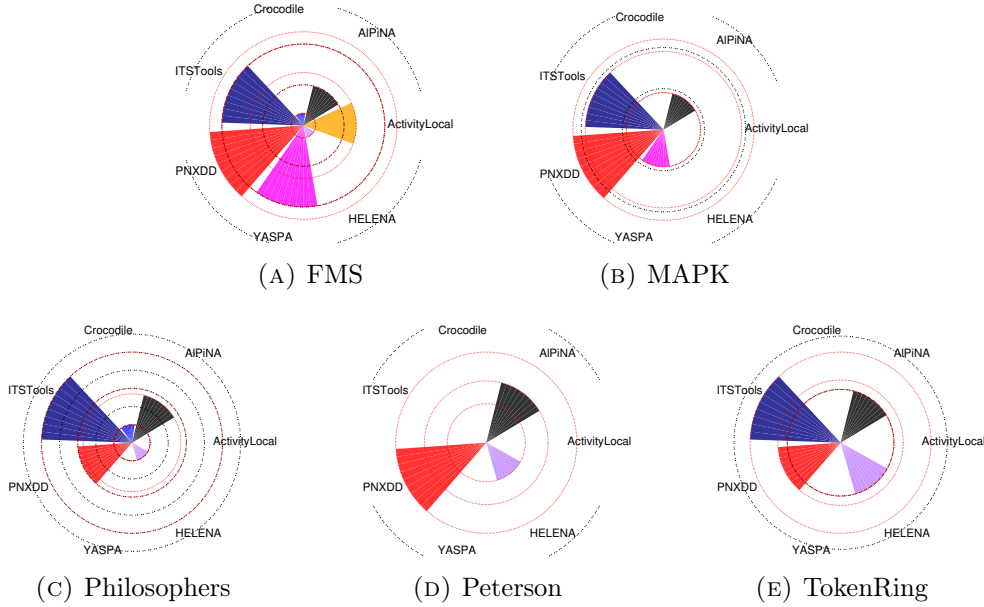 Crocodile
AlPiNA
ITSTools
ActivityLocal
PNXDD
HELENA
YASPA
(A) FMS
Crocodile
AlPiNA
ITSTools
ActivityLocal
PNXDD
HELENA
YASPA
(B) MAPK
Crocodile
AlPiNA
ITSTools
ActivityLocal
PNXDD
HELENA
YASPA
(C) Philosophers
Crocodile
AlPiNA
ITSTools
ActivityLocal
PNXDD
HELENA
YASPA
(D) Peterson
Crocodile
AlPiNA
ITSTools
ActivityLocal
PNXDD
HELENA
YASPA
(E) TokenRing